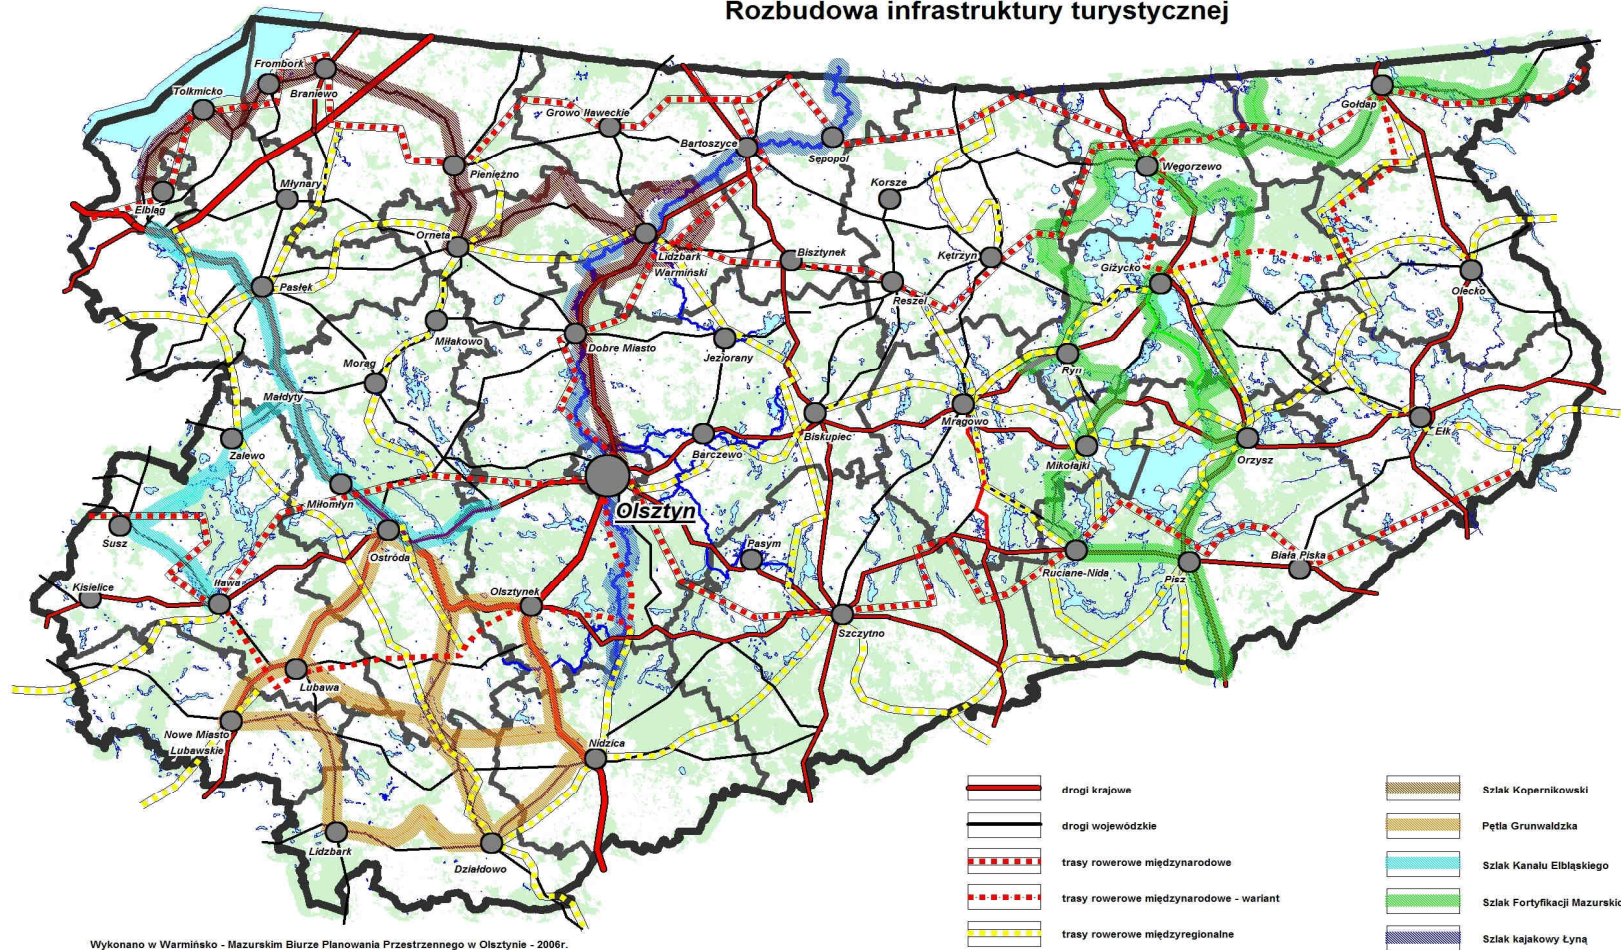 Rozbudowa infrastruktury turystycznej
Frombork
Braniewo
Tolkmicko
Gołdap
Growo Iławeckie
Bartoszyce
Sępopol
Węgorzewo
Pieniężno
Korsze
Młynary
Elbląg
Orneta
Lidzbark
Warmiński
Bisztynek
Kętrzyn
Giżycko
Olecko
Pasłęk
Reszel
Miłakowo
Dobre Miasto
Jeziorany
Morąg
Ryn
Małdyty
Zalewo
Barczewo
Biskupiec
Mrągowo
Mikołajki
Orzysz
Ełk
Miłomłyn
Olsztyn
Susz
Ostróda
Pasym
Ruciane-Nida
Pisz
Biała Piska
Kisielice
Iława
Olsztynek
Szczytno
Lubawa
Nowe Miasto
Lubawskie
Nidzica
Lidzbark
Działdowo
drogi krajowe
drogi wojewódzkie
trasy rowerowe międzynarodowe
trasy rowerowe międzynarodowe - wariant
trasy rowerowe międzyregionalne
Szlak Kopernikowski
Pętla Grunwaldzka
Szlak Kanału Elbląskiego
Szlak Fortyfikacji Mazurskic
Szlak kajakowy Łyną
Wykonano w Warmińsko - Mazurskim Biurze Planowania Przestrzennego w Olsztynie - 2006r.